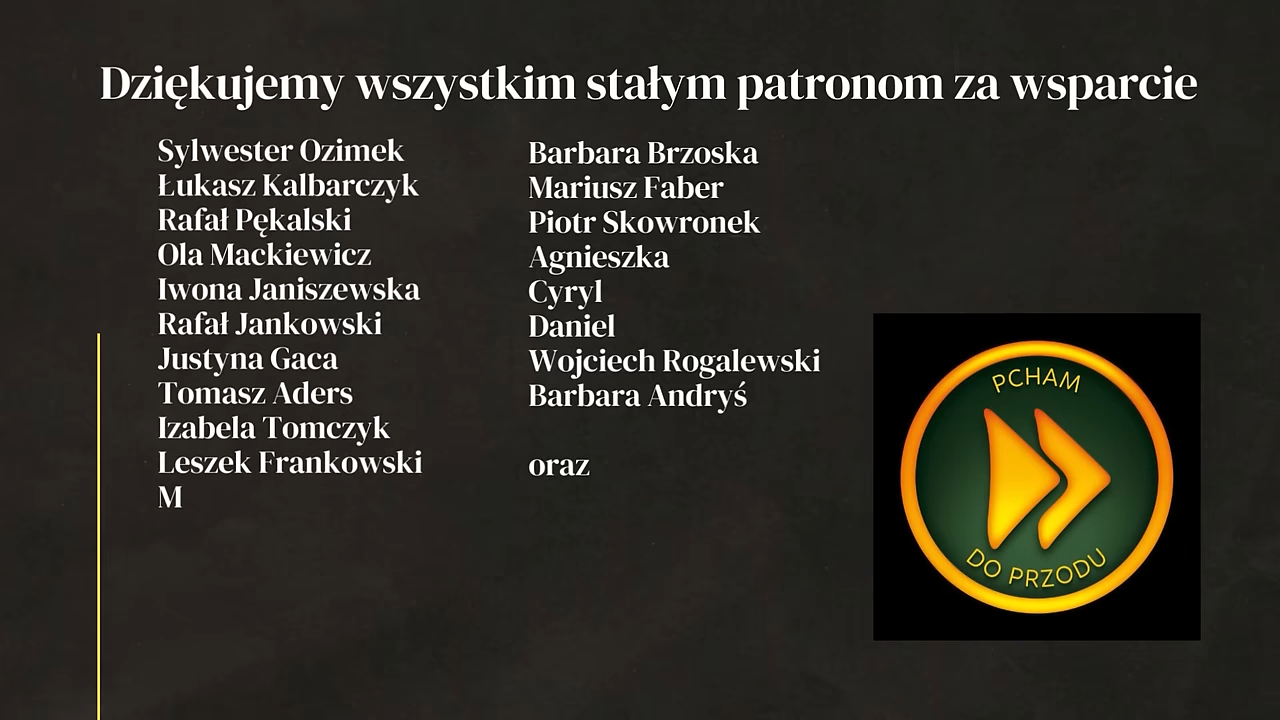 Dziękujemy wszystkim stałym patronom za wsparcie
Sylwester Ozimek
Łukasz Kalbarczyk
Rafał Pękalski
Ola Mackiewicz
Iwona Janiszewska
Rafał Jankowski
Justyna Gaca
Tomasz Aders
Izabela Tomczyk
Leszek Frankowski
M
Barbara Brzoska
Mariusz Faber
Piotr Skowronek
Agnieszka
Cyryl
Daniel
Wojciech Rogalewski
Barbara Andryś
oraz
PCHAM
DO PRZODU